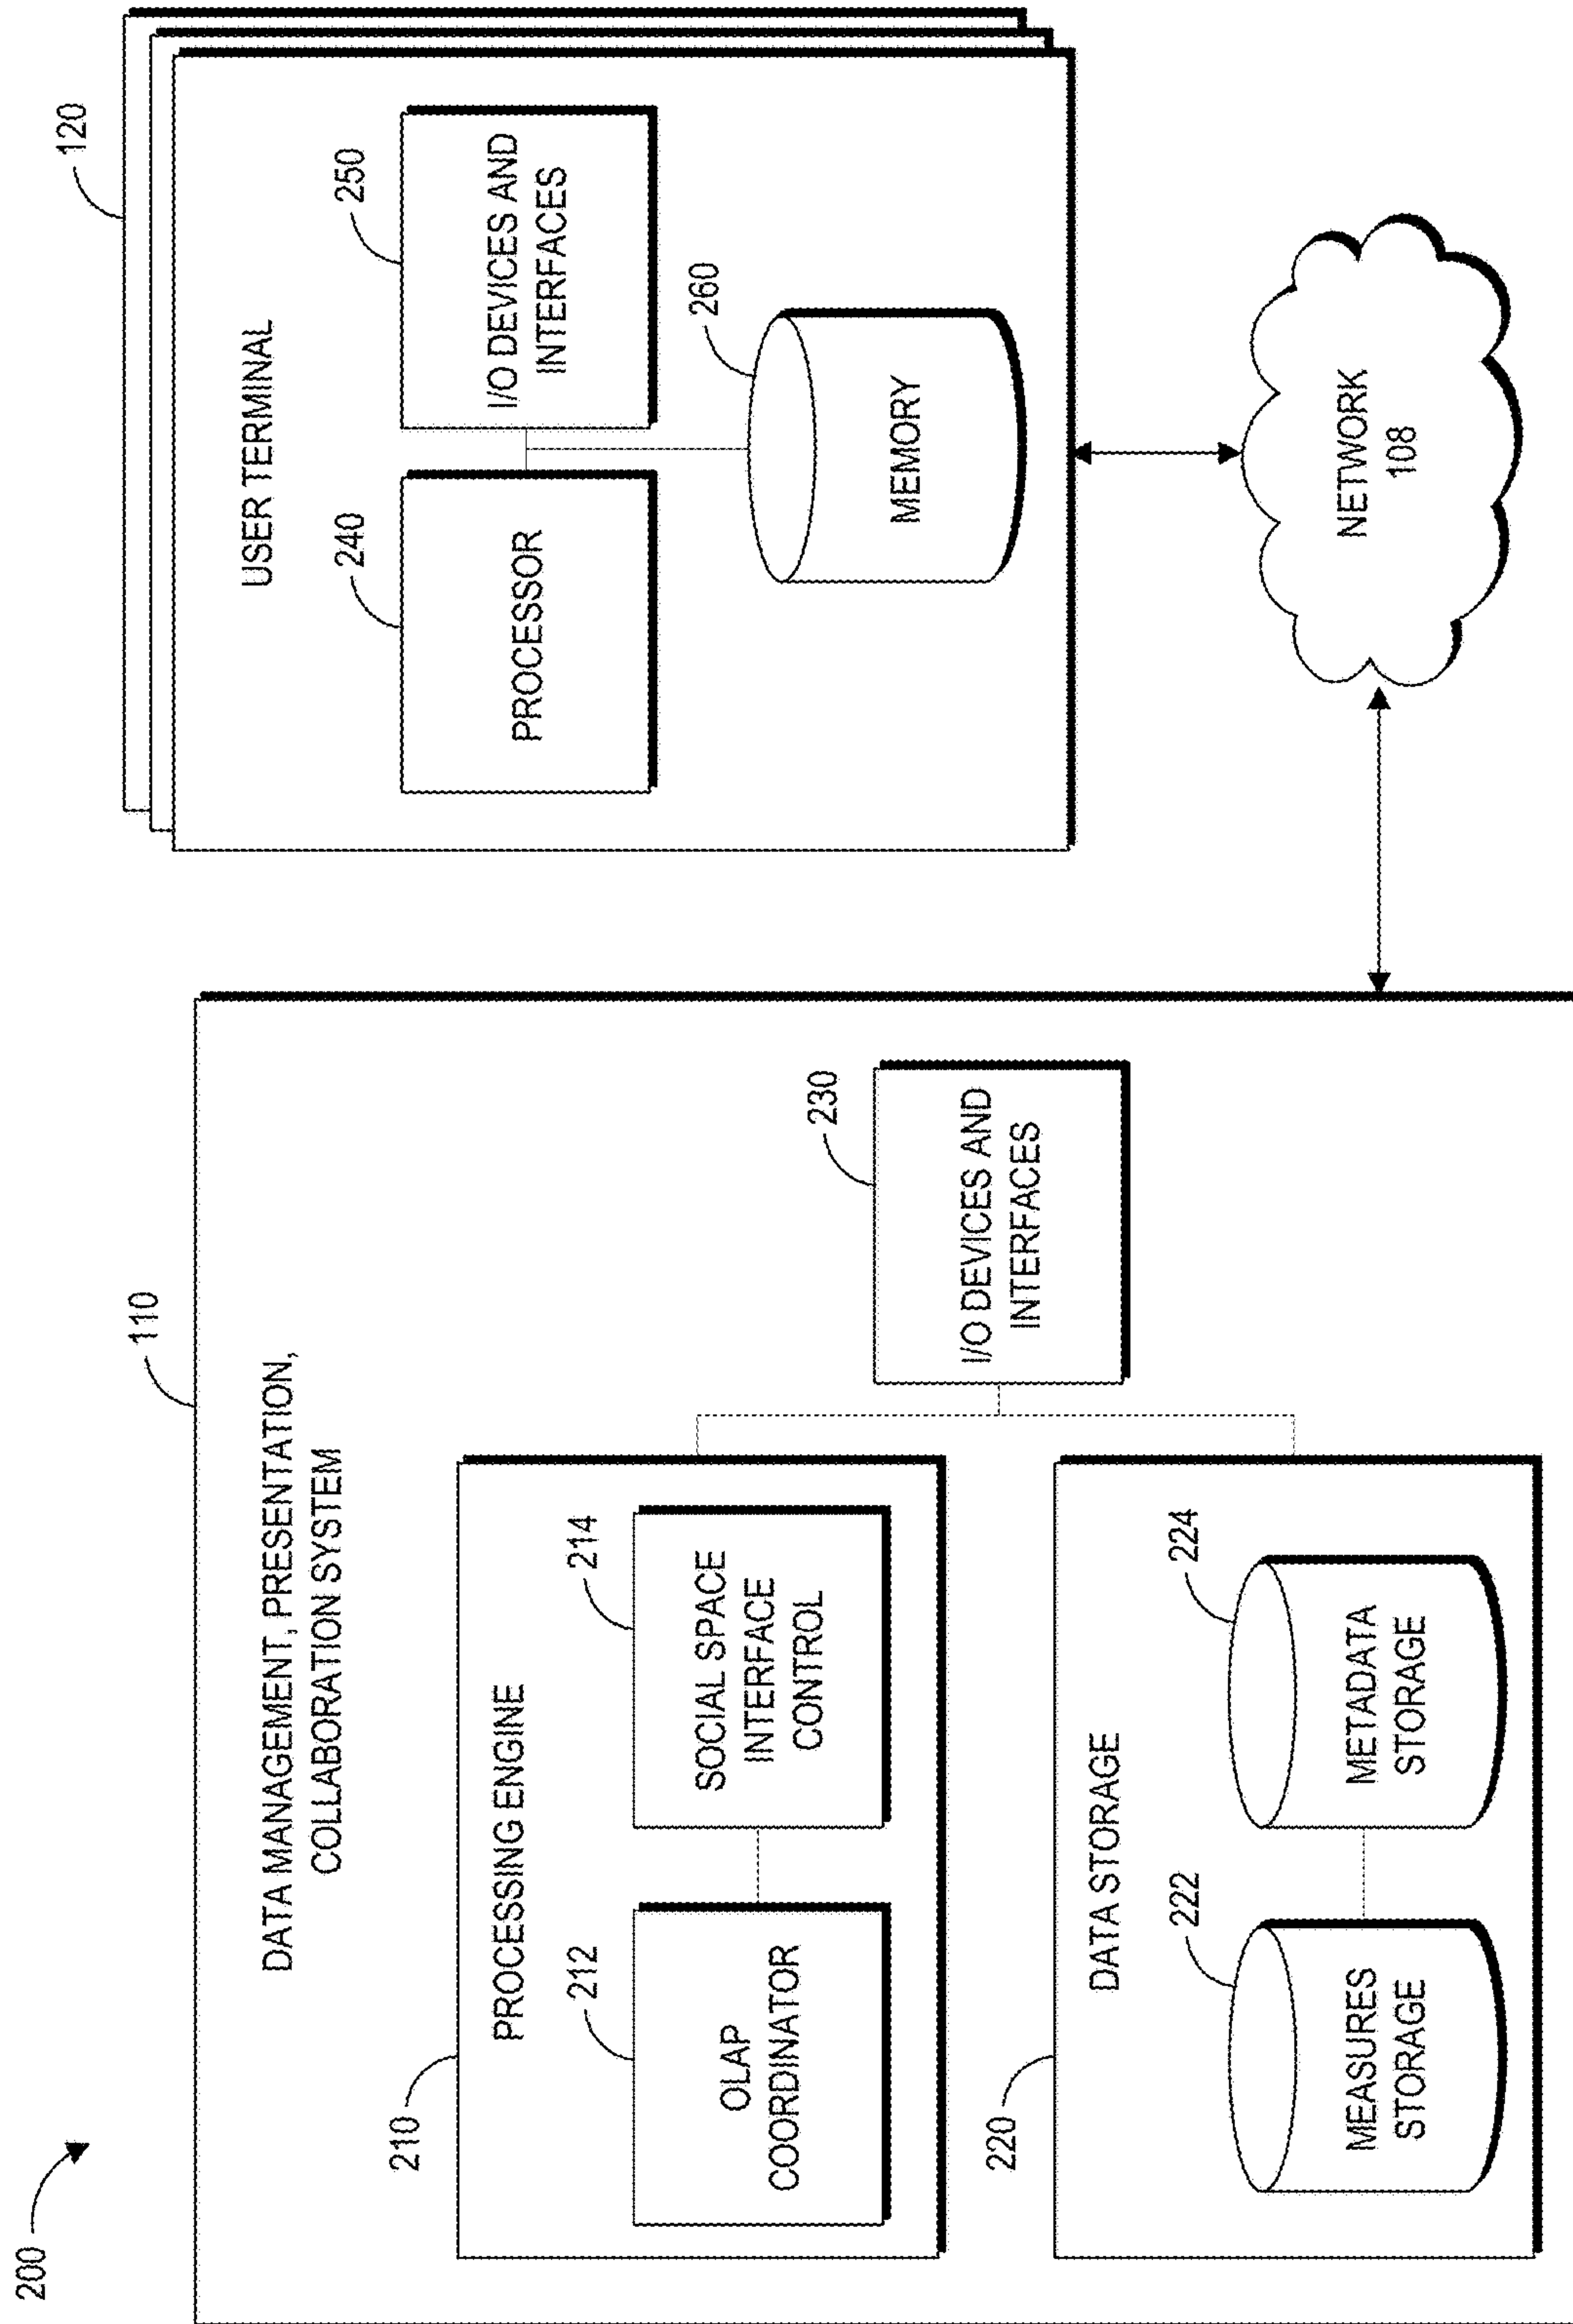 200
110
DATA MANAGEMENT, PRESENTATION,
COLLABORATION SYSTEM
210
PROCESSING ENGINE
212
OLAP
COORDINATOR
214
SOCIAL SPACE
INTERFACE
CONTROL
220
DATA STORAGE
222
MEASURES
STORAGE
224
METADATA
STORAGE
230
I/O DEVICES AND
INTERFACES
120
USER TERMINAL
240
PROCESSOR
250
I/O DEVICES AND
INTERFACES
260
MEMORY
NETWORK
108